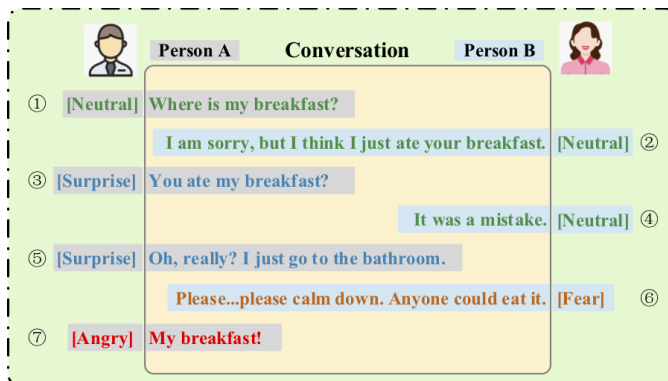 Person A Conversation Person B
① [Neutral] Where is my breakfast?
I am sorry, but I think I just ate your breakfast. [Neutral] ②
③ [Surprise] You ate my breakfast?
It was a mistake. [Neutral] ④
⑤ [Surprise] Oh, really? I just go to the bathroom.
Please...please calm down. Anyone could eat it. [Fear] ⑥
⑦ [Angry] My breakfast!